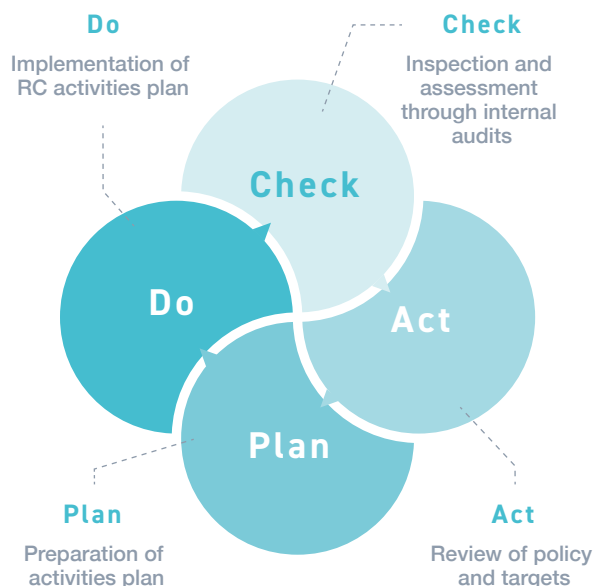 Do
Implementation of
RC activities plan
Check
Inspection and
assessment
through internal
audits
Check
Do
Act
Plan
Plan
Preparation of
activities plan
Act
Review of policy
and targets